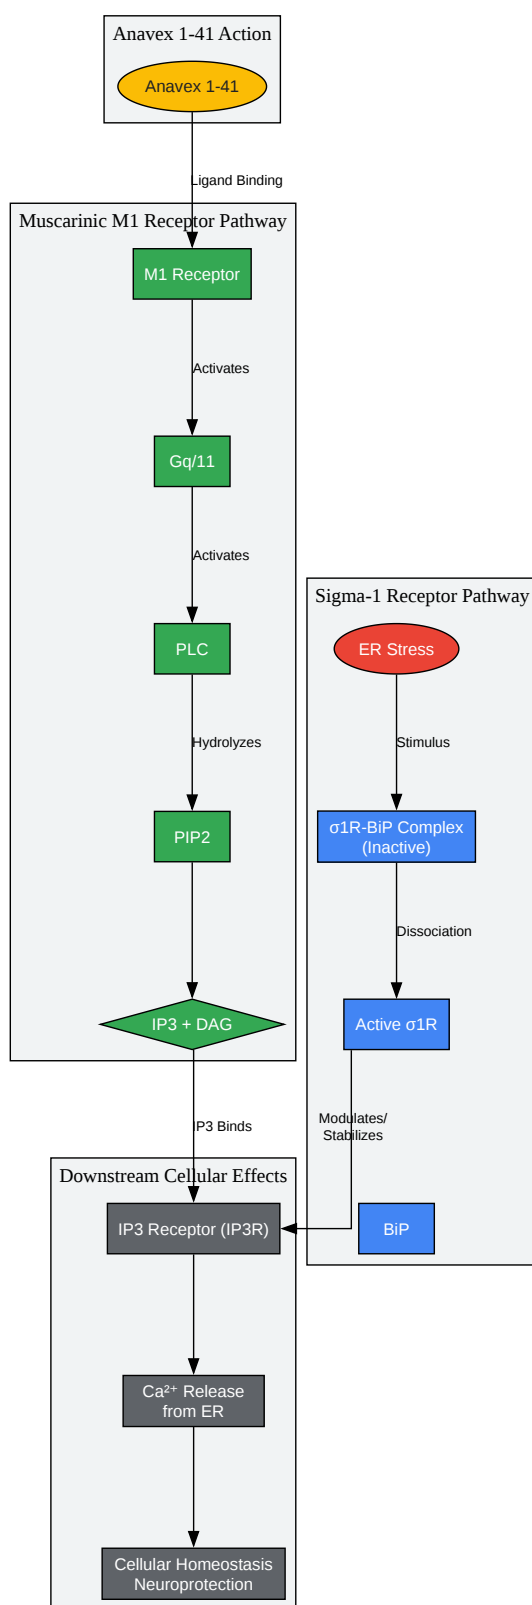 Anavex 1-41 Action
Anavex 1-41
Ligand Binding
Muscarinic M1 Receptor Pathway
M1 Receptor
Activates
Gq/11
Activates
PLC
Hydrolyzes
PIP2
IP3 + DAG
IP3 Binds
Sigma-1 Receptor Pathway
ER Stress
Stimulus
σ1R-BiP Complex
(Inactive)
Dissociation
Active σ1R
Modulates/
Stabilizes
BiP
Downstream Cellular Effects
IP3 Receptor (IP3R)
Ca²⁺ Release
from ER
Cellular Homeostasis
Neuroprotection